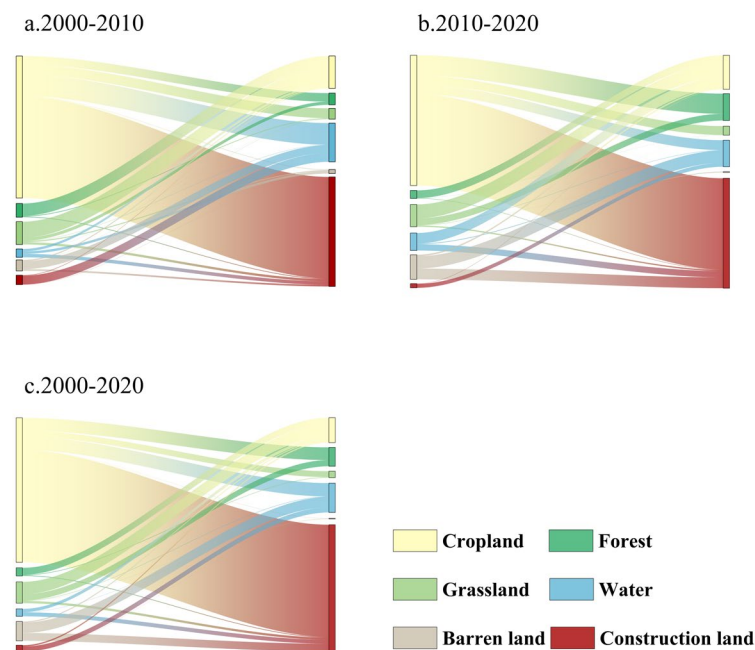 a.2000-2010
b.2010-2020
c.2000-2020
Cropland
Forest
Grassland
Water
Barren land
Construction land